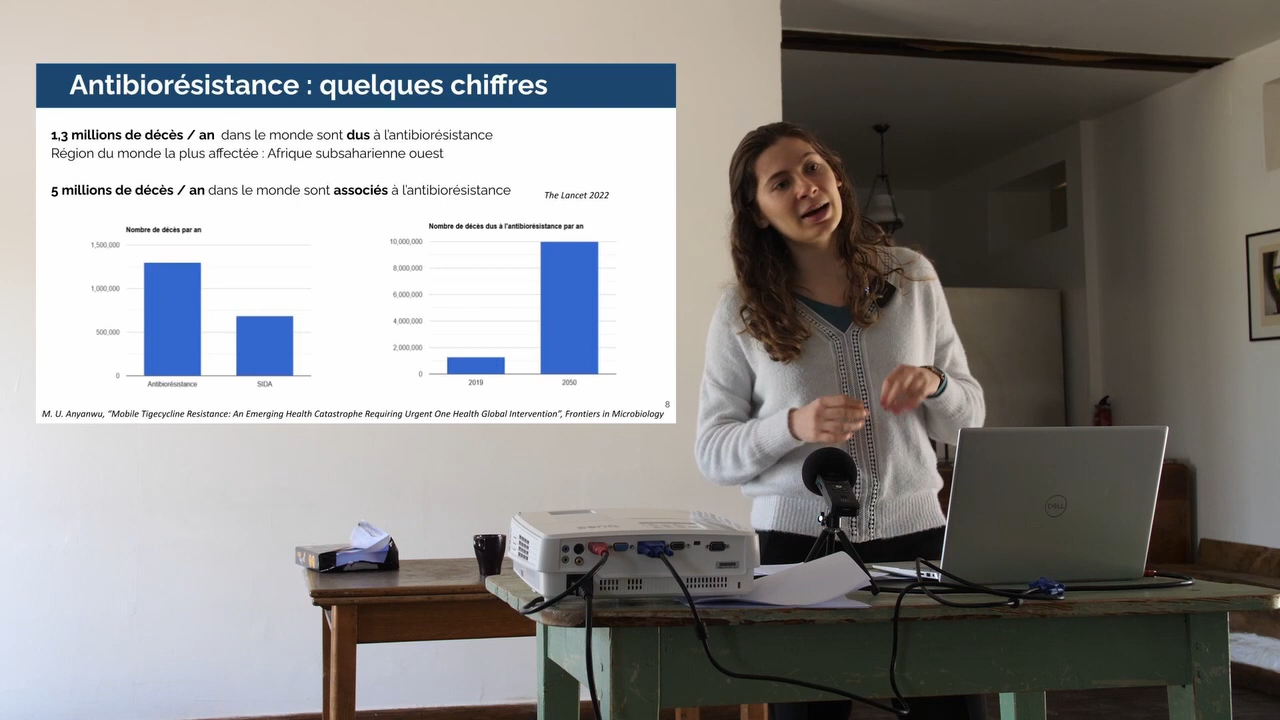 Antibiorésistance : quelques chiffres
1,3 millions de décès / an dans le monde sont dus à l'antibiorésistance
Région du monde la plus affectée : Afrique subsaharienne ouest
5 millions de décès / an dans le monde sont associés à l'antibiorésistance
The Lancet 2022
Nombre de décès par an
1,500,000
1,000,000
500,000
0
Antibiorésistance
SIDA
Nombre de décès dus à l'antibiorésistance par an
10,000,000
8,000,000
6,000,000
4,000,000
2,000,000
0
2019
2050
8
M. U. Anyanwu, "Mobile Tigecycline Resistance: An Emerging Health Catastrophe Requiring Urgent One Health Global Intervention", Frontiers in Microbiology
DELL